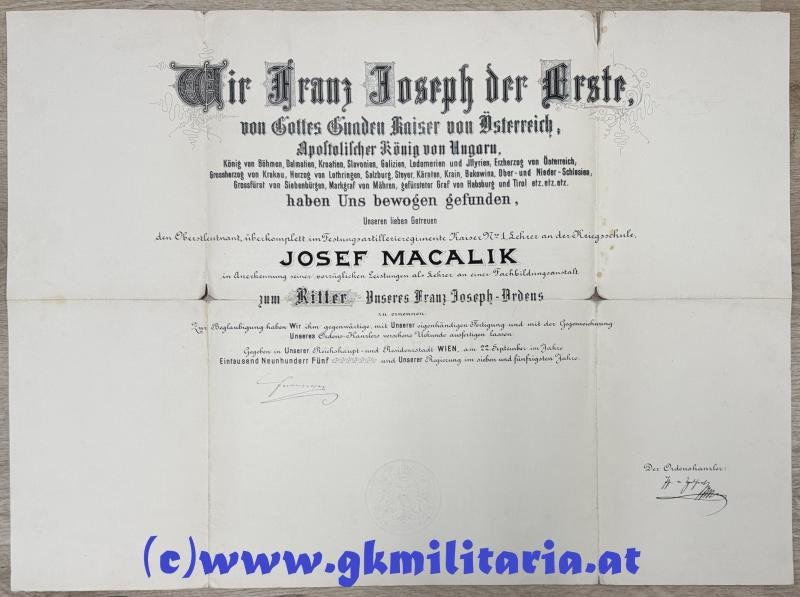 Wir Franz Joseph der Erste,
von Gottes Gnaden Kaiser von Österreich,
Apostolischer König von Ungarn,
König von Böhmen, Dalmatien, Kroatien, Slavonien, Galizien, Lodomerien und Jllyrien, Erzherzog von Österreich,
Grossherzog von Krakau, Herzog von Lothringen, Salzburg, Steyer, Kärnten, Krain, Bukowina, Ober- und Nieder-Schlesien,
Grossfürst von Siebenbürgen, Markgraf von Mähren, gefürsteter Graf von Habsburg und Tirol etz. etz. etz.
haben Uns bewogen gefunden,
Unseren lieben Getreuen
den Oberstleutnant, überkomplett im Festungsartillerieregimente Kaiser Nro 1, Lehrer an der Kriegsschule,
JOSEF MACALIK
in Anerkennung seiner vorzüglichen Leistungen als Lehrer an einer Fachbildungsanstalt
zum Ritter Unseres Franz Joseph-Ordens
zu ernennen.
Zur Beglaubigung haben Wir ihm gegenwärtige, mit Unserer eigenhändigen Fertigung und mit der Gegenzeichnung
Unseres Ordens-Kanzlers versehene Urkunde ausfertigen lassen.
Gegeben in Unserer Reichshaupt- und Residenzstadt WIEN, am 22. September im Jahre
Eintausend Neunhundert Fünf und Unserer Regierung im sieben und fünfzigsten Jahre.
Der Ordenskanzler:
(c)www.gkmilitaria.at